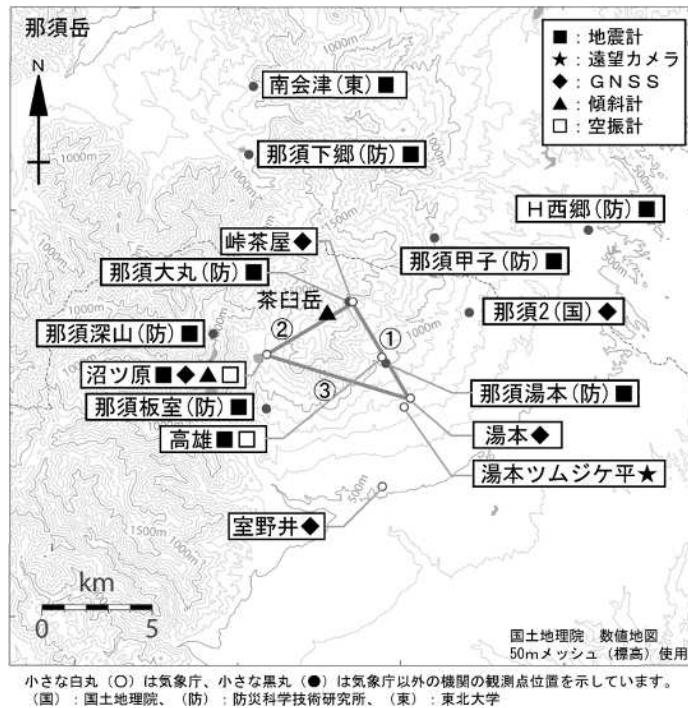 那須岳
■：地震計
★：遠望カメラ
◆：GNSS
▲：傾斜計
□：空振計
N
南会津(東)■
1000m
那須下郷(防)■
1000m
1000m
H西郷(防)■
峠茶屋◆
1500m
那須甲子(防)■
500m
那須大丸(防)■
茶臼岳
那須2(国)◆
1000m
那須深山(防)■
②
①
沼ツ原■◆▲□
③
那須湯本(防)■
那須板室(防)■
高雄■□
湯本◆
湯本ツムジケ平★
500m
室野井◆
1500m
1000m
km
0 5
国土地理院 数値地図
50mメッシュ（標高）使用
小さな白丸（○）は気象庁、小さな黒丸（●）は気象庁以外の機関の観測点位置を示しています。
（国）：国土地理院、（防）：防災科学技術研究所、（東）：東北大学